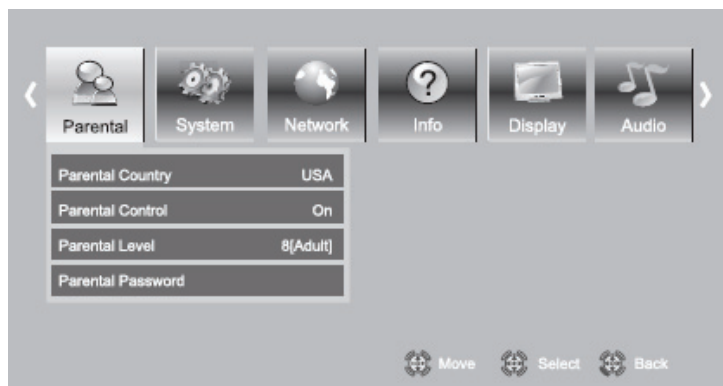 Parental System Network Info Display Audio
Parental Country USA
Parental Control On
Parental Level 8[Adult]
Parental Password
Move Select Back